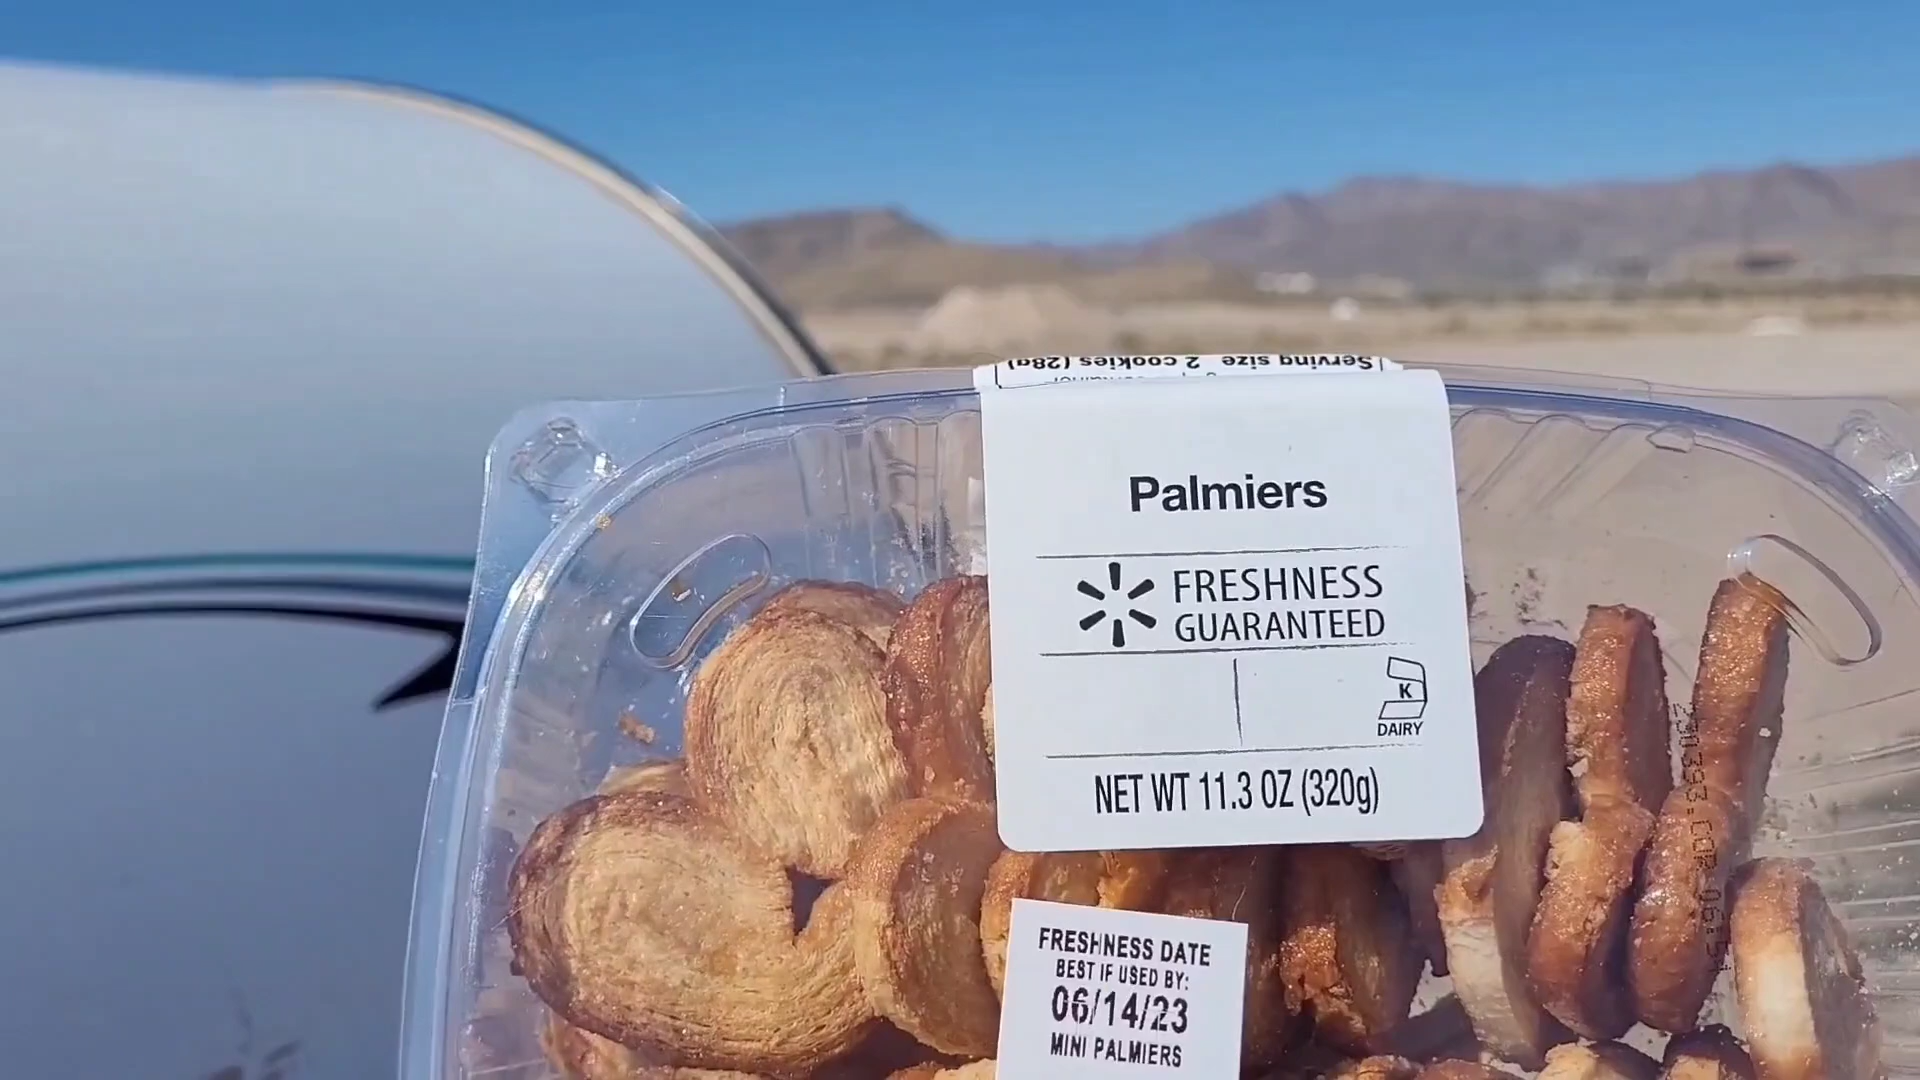 Serving size 2 cookies (28g)
Palmiers
FRESHNESS
GUARANTEED
K
DAIRY
NET WT 11.3 OZ (320g)
FRESHNESS DATE
BEST IF USED BY:
06/14/23
MINI PALMIERS